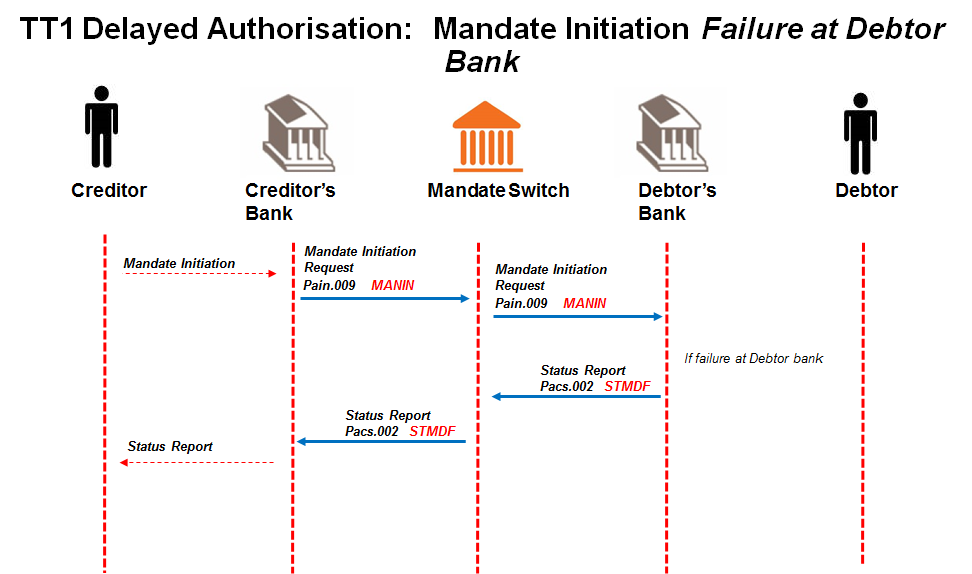 TT1 Delayed Authorisation: Mandate Initiation Failure at Debtor
Bank
Creditor
Creditor's
Bank
Mandate Switch
Debtor's
Bank
Debtor
Mandate Initiation
Mandate Initiation
Request
Pain.009 MANIN
Mandate Initiation
Request
Pain.009 MANIN
If failure at Debtor bank
Status Report
Pacs.002 STMDF
Status Report
Pacs.002 STMDF
Status Report